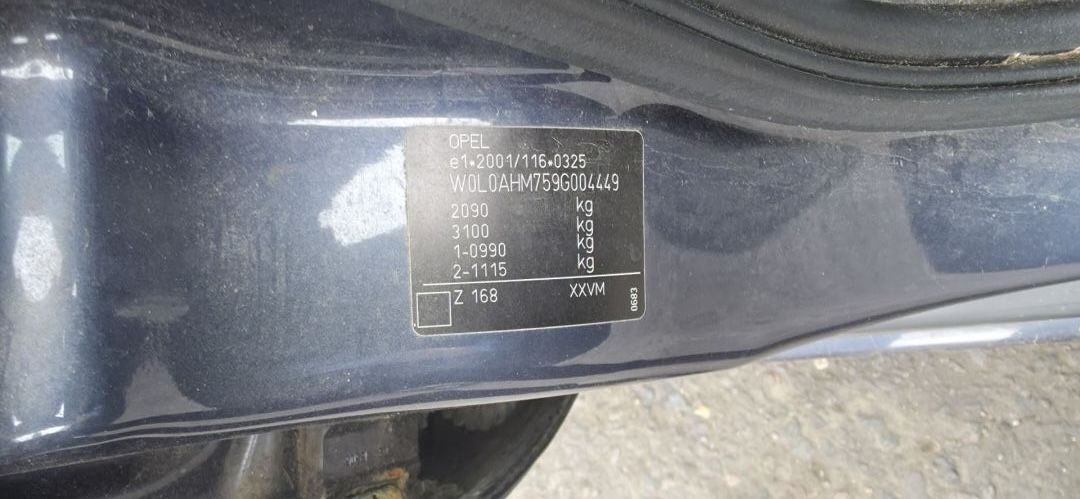 OPEL
e1*2001/116*0325
W0L0AHM759G004449
2090 kg
3100 kg
1-0990 kg
2-1115 kg
Z 168 XXVM
0683